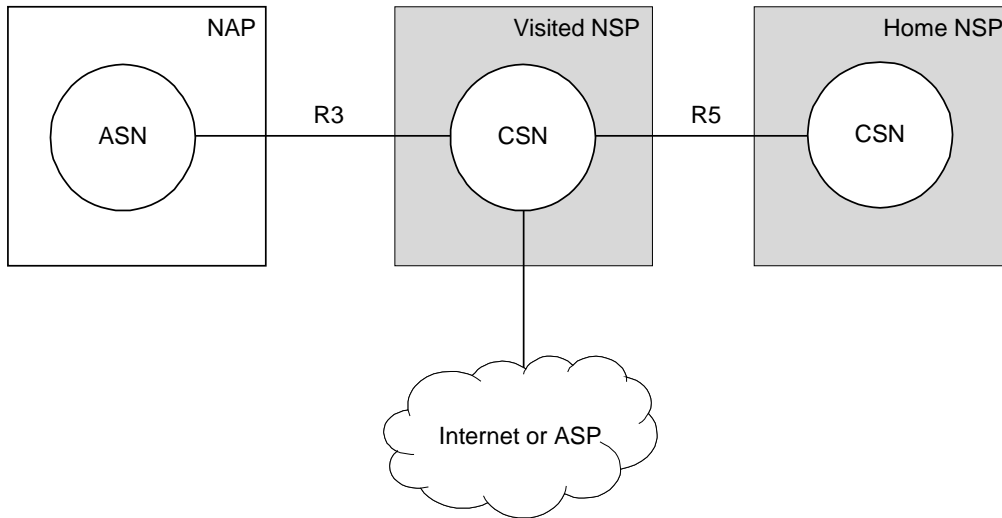 NAP
Visited NSP
Home NSP
ASN
R3
CSN
R5
CSN
Internet or ASP